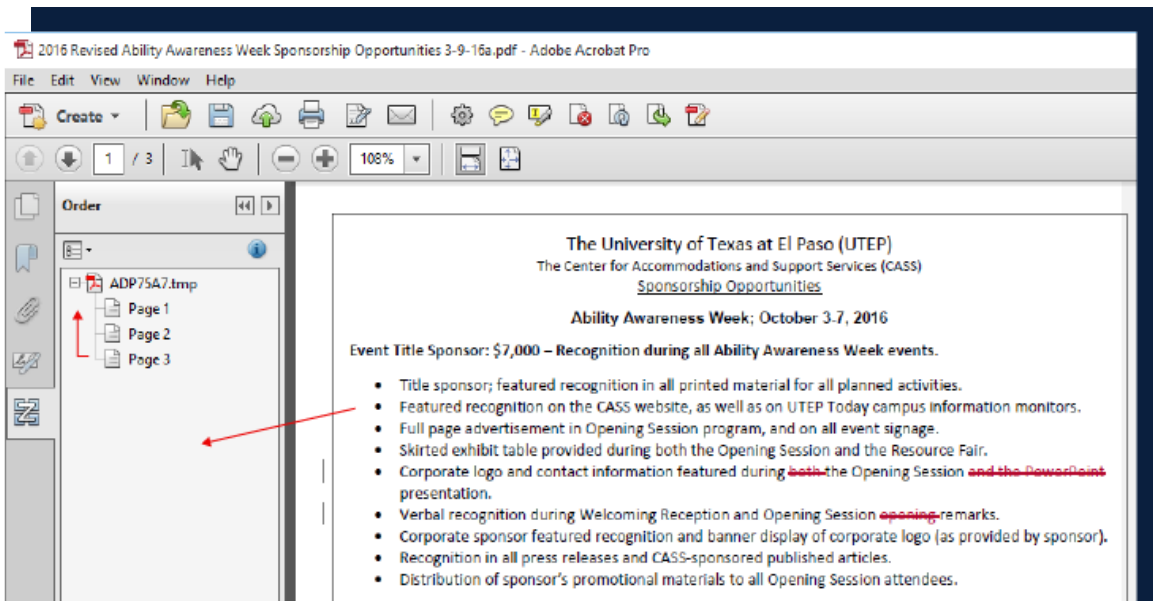 2016 Revised Ability Awareness Week Sponsorship Opportunities 3-9-16a.pdf - Adobe Acrobat Pro
File Edit View Window Help
Create
1 / 3 108%
Order
ADP75A7.tmp
Page 1
Page 2
Page 3
The University of Texas at El Paso (UTEP)
The Center for Accommodations and Support Services (CASS)
Sponsorship Opportunities
Ability Awareness Week; October 3-7, 2016
Event Title Sponsor: $7,000 – Recognition during all Ability Awareness Week events.
• Title sponsor; featured recognition in all printed material for all planned activities.
• Featured recognition on the CASS website, as well as on UTEP Today campus information monitors.
• Full page advertisement in Opening Session program, and on all event signage.
• Skirted exhibit table provided during both the Opening Session and the Resource Fair.
• Corporate logo and contact information featured during both the Opening Session and the PowerPoint
presentation.
• Verbal recognition during Welcoming Reception and Opening Session opening remarks.
• Corporate sponsor featured recognition and banner display of corporate logo (as provided by sponsor).
• Recognition in all press releases and CASS-sponsored published articles.
• Distribution of sponsor's promotional materials to all Opening Session attendees.